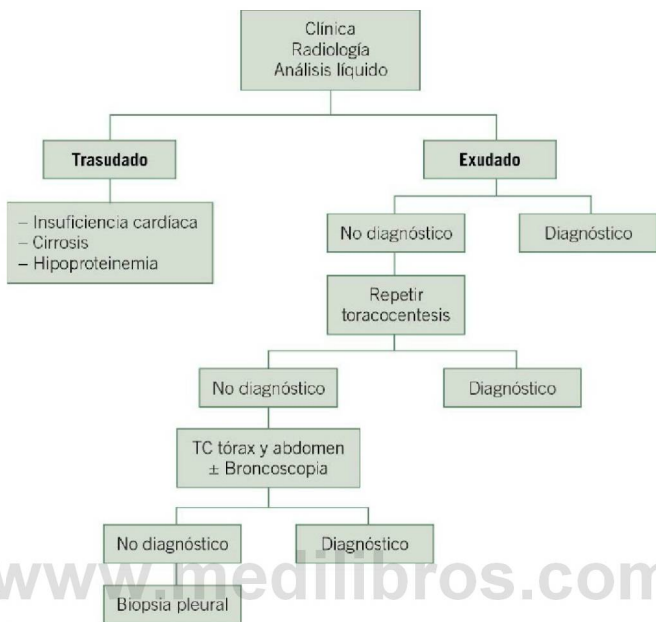 Clínica
Radiología
Análisis líquido
Trasudado
Exudado
– Insuficiencia cardíaca
– Cirrosis
– Hipoproteinemia
No diagnóstico
Diagnóstico
Repetir
toracocentesis
No diagnóstico
Diagnóstico
TC tórax y abdomen
± Broncoscopia
No diagnóstico
Diagnóstico
www.medilibros.com
Biopsia pleural